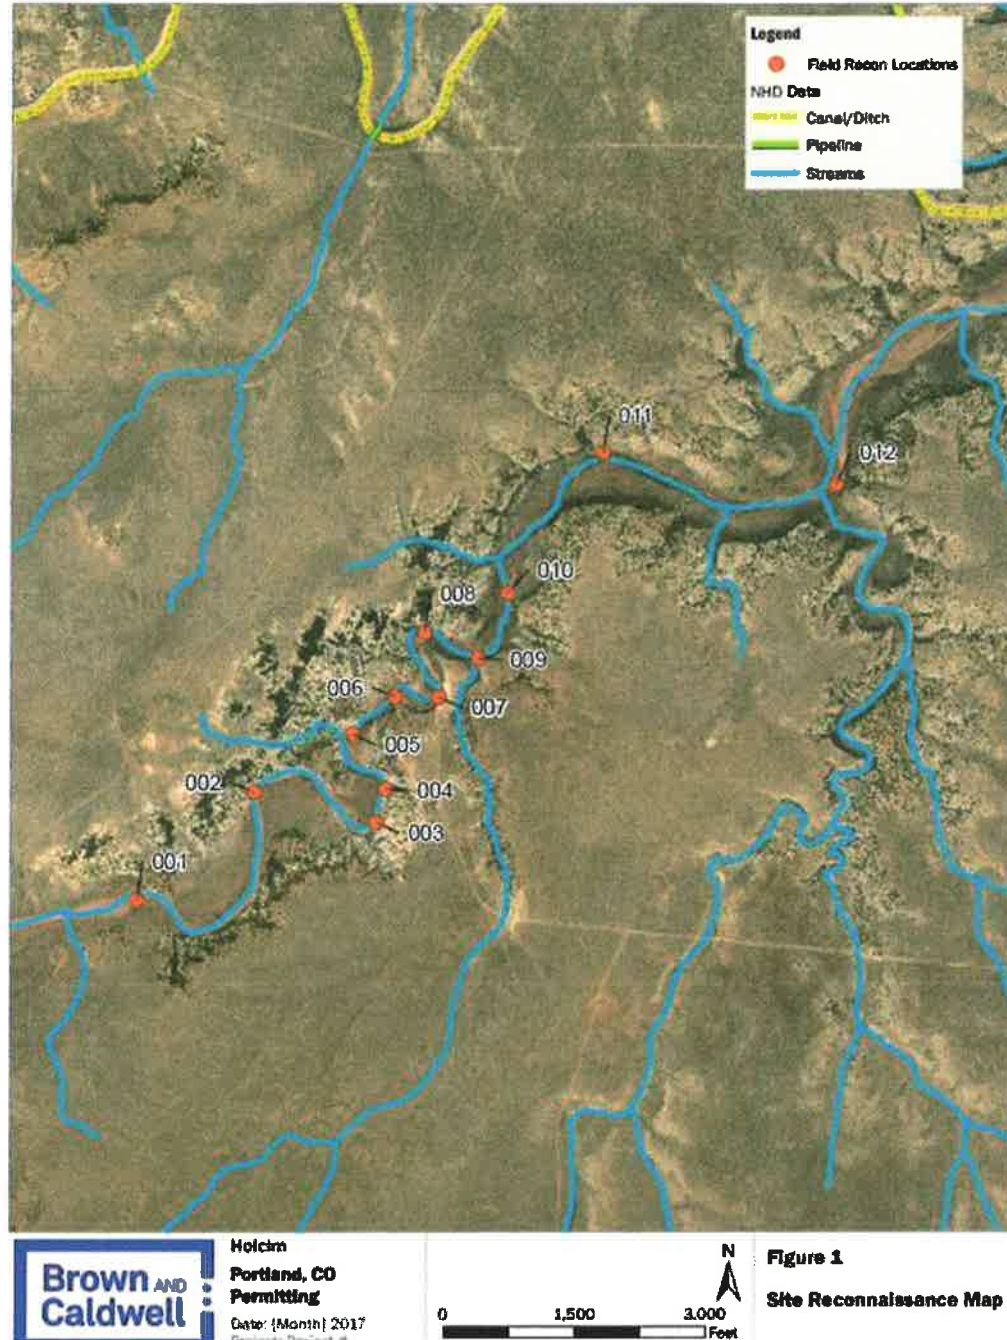 Legend
Field Recon Locations
NHD Data
Canal/Ditch
Pipeline
Streams
011
012
010
008
009
006
007
005
002
004
003
001
Brown AND
Caldwell
Holcim
Portland, CO
Permitting
Date: [Month] 2017
0 1,500 3,000
Feet
N
Figure 1
Site Reconnaissance Map